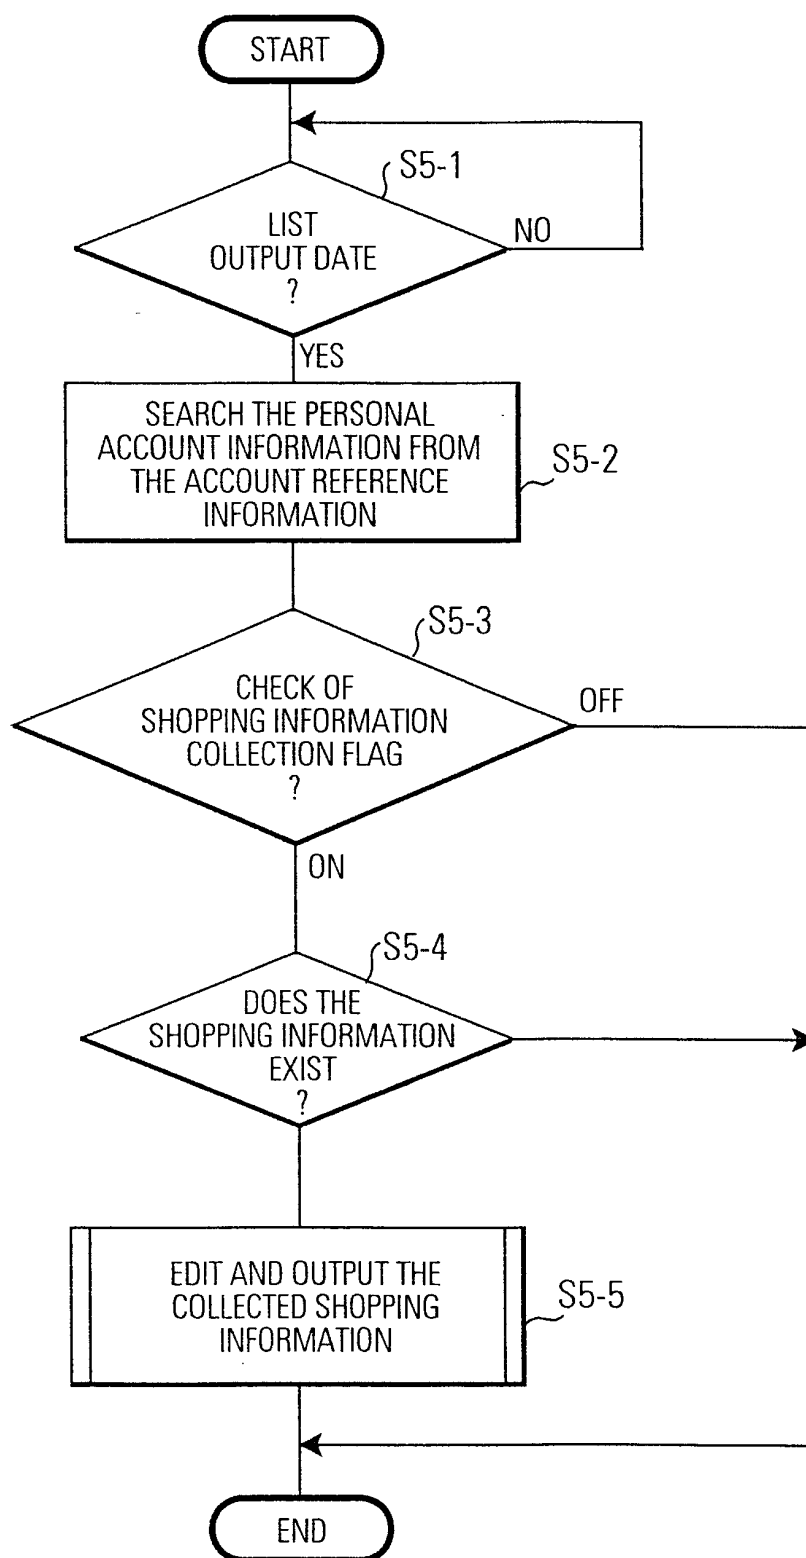 START
S5-1
LIST
OUTPUT DATE
?
NO
YES
SEARCH THE PERSONAL
ACCOUNT INFORMATION FROM
THE ACCOUNT REFERENCE
INFORMATION
S5-2
S5-3
CHECK OF
SHOPPING INFORMATION
COLLECTION FLAG
?
OFF
ON
S5-4
DOES THE
SHOPPING INFORMATION
EXIST
?
EDIT AND OUTPUT THE
COLLECTED SHOPPING
INFORMATION
S5-5
END